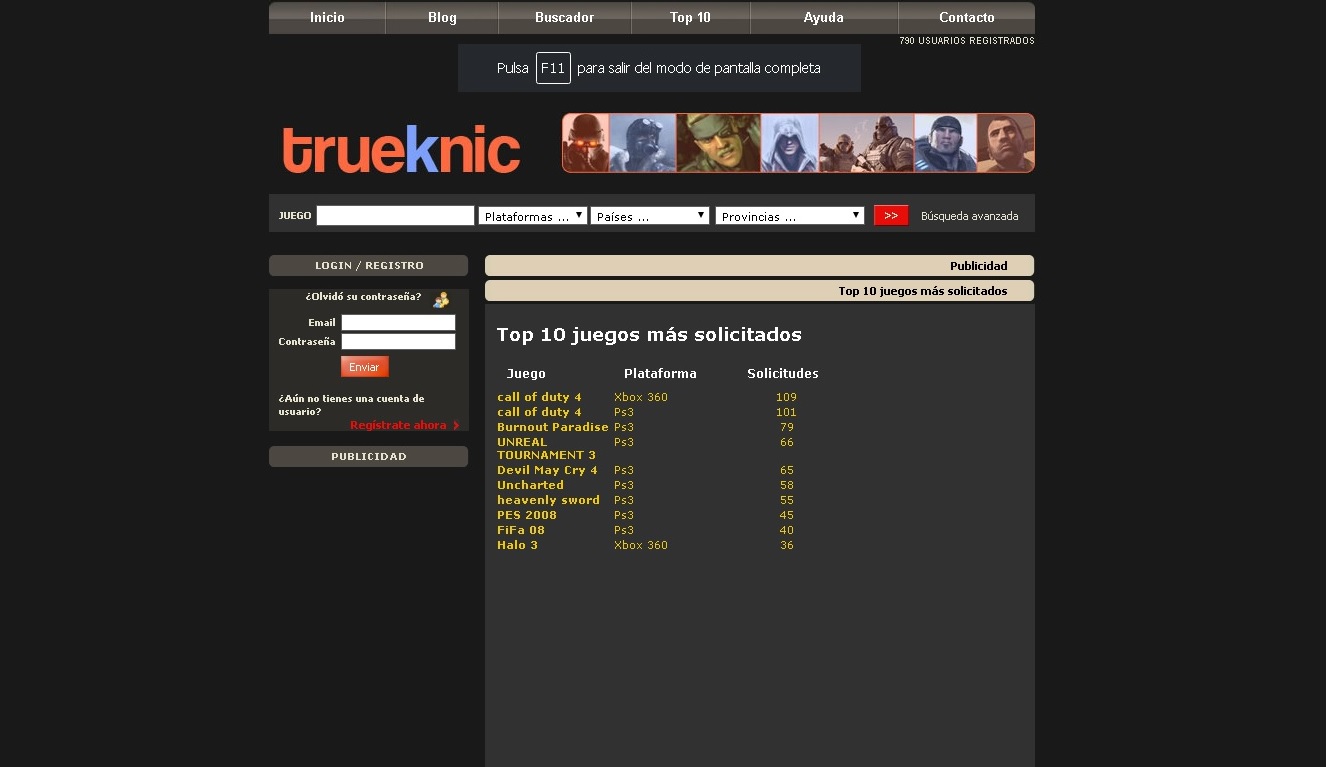 Inicio Blog Buscador Top 10 Ayuda Contacto
790 USUARIOS REGISTRADOS
Pulsa F11 para salir del modo de pantalla completa
trueknic
JUEGO Plataformas ... Países ... Provincias ... >> Búsqueda avanzada
LOGIN / REGISTRO
¿Olvidó su contraseña?
Email
Contraseña
Enviar
¿Aún no tienes una cuenta de
usuario?
Regístrate ahora
PUBLICIDAD
Publicidad
Top 10 juegos más solicitados
Top 10 juegos más solicitados
Juego Plataforma Solicitudes
call of duty 4 Xbox 360 109
call of duty 4 Ps3 101
Burnout Paradise Ps3 79
UNREAL Ps3 66
TOURNAMENT 3
Devil May Cry 4 Ps3 65
Uncharted Ps3 58
heavenly sword Ps3 55
PES 2008 Ps3 45
FiFa 08 Ps3 40
Halo 3 Xbox 360 36